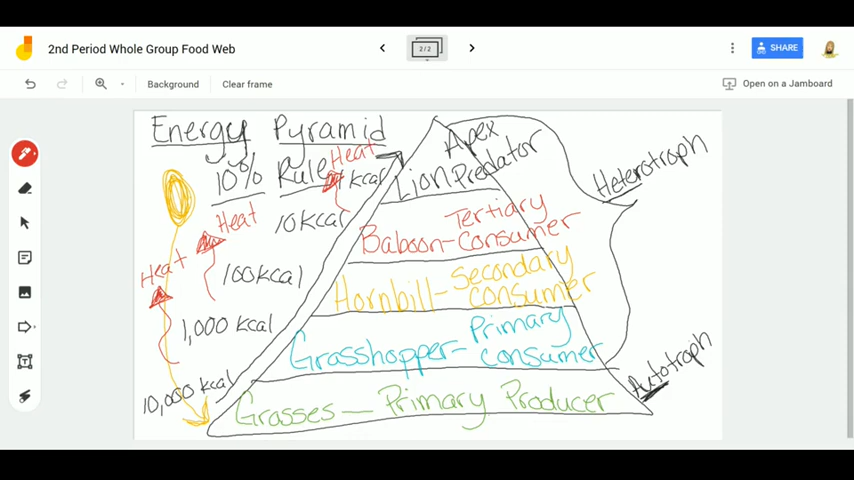 2nd Period Whole Group Food Web
2/2
SHARE
Background
Clear frame
Open on a Jamboard
Energy Pyramid
10% Rule
Heat
1 kcal
Apex
Lion Predator
Heterotroph
Heat
10 kcal
Tertiary
Baboon-Consumer
Heat
100 kcal
Hornbill-Secondary
consumer
1,000 kcal
Grasshopper-Primary
consumer
Autotroph
10,000 kcal
Grasses — Primary Producer